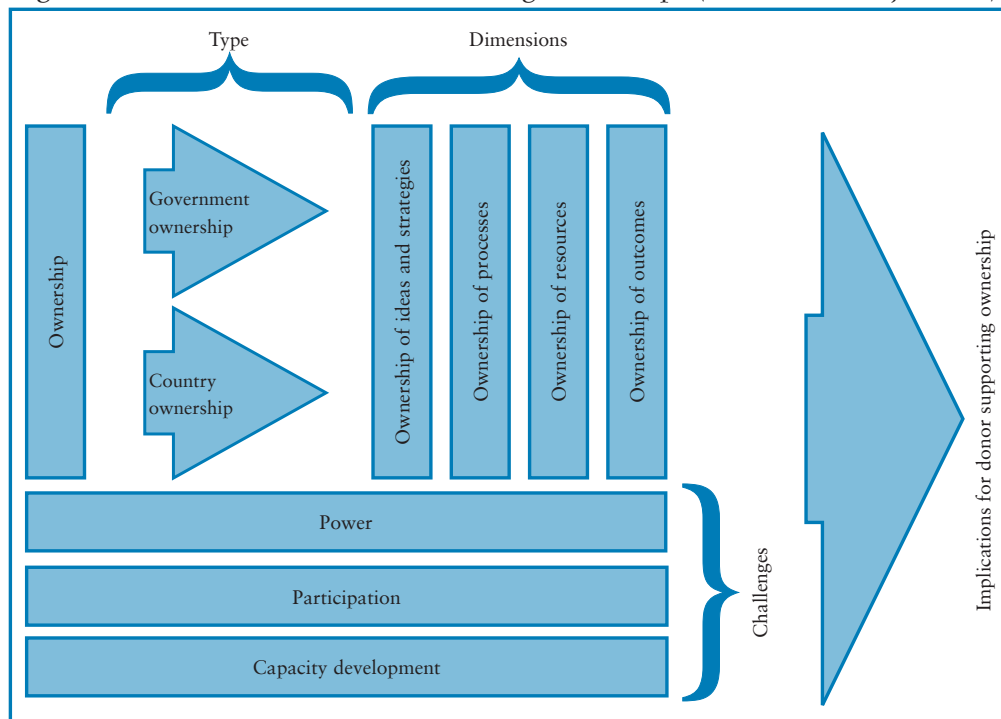 Type
Dimensions
Ownership
Government
ownership
Country
ownership
Ownership of ideas and strategies
Ownership of processes
Ownership of resources
Ownership of outcomes
Power
Participation
Capacity development
Challenges
Implications for donor supporting ownership